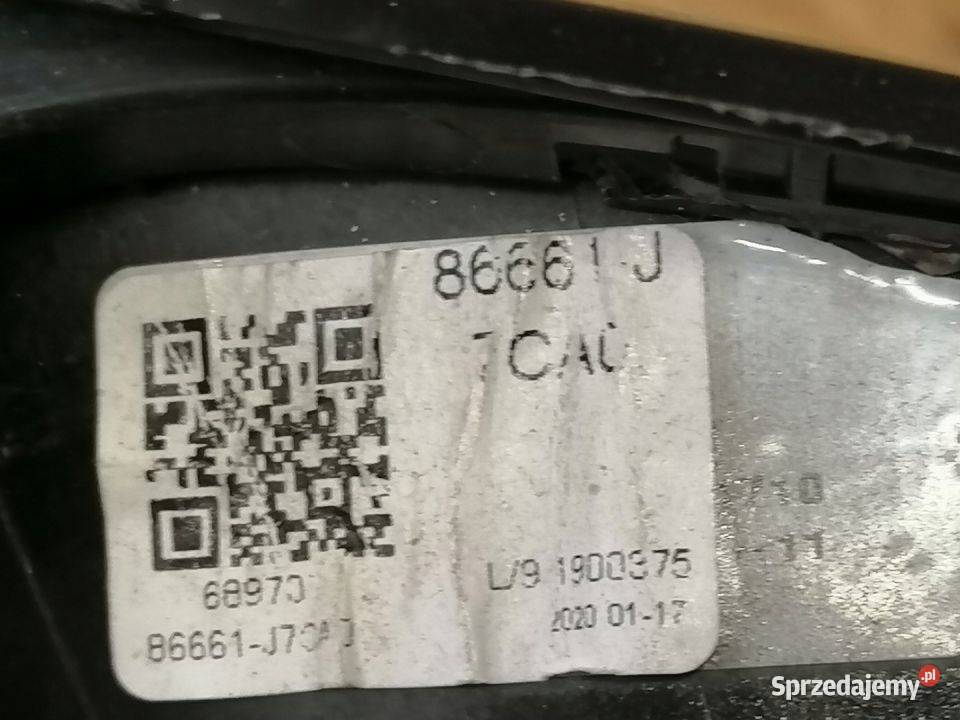 86661 J
7CA0
68970
86661-J7CA0
L/9 1900375
2020 01-17
Sprzedajemy.pl